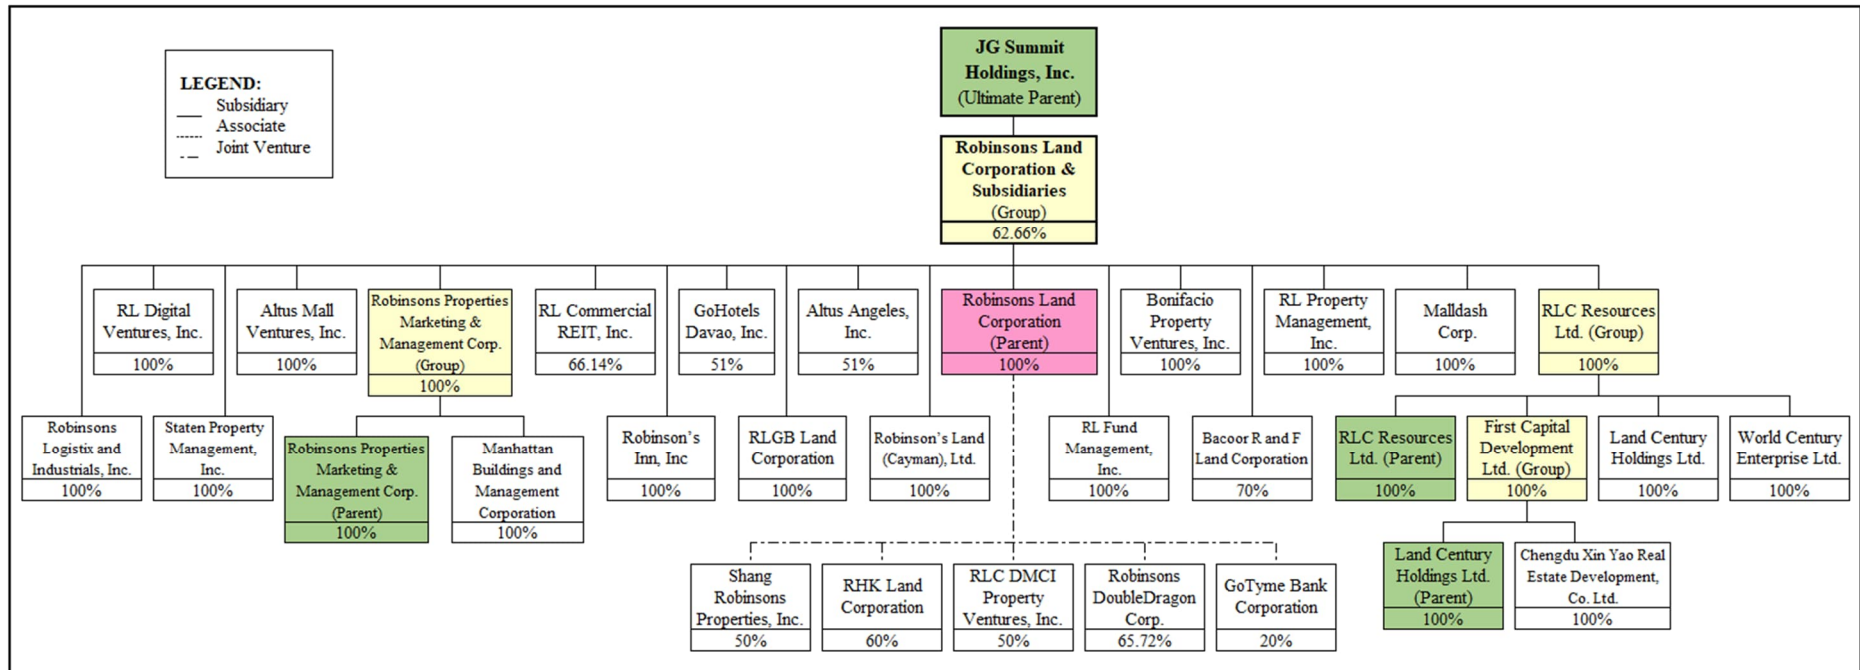 LEGEND:
Subsidiary
Associate
Joint Venture
JG Summit
Holdings, Inc.
(Ultimate Parent)
Robinsons Land
Corporation &
Subsidiaries
(Group)
62.66%
RL Digital
Ventures, Inc.
100%
Altus Mall
Ventures, Inc.
100%
Robinsons Properties
Marketing &
Management Corp.
(Group)
100%
RL Commercial
REIT, Inc.
66.14%
GoHotels
Davao, Inc.
51%
Altus Angeles,
Inc.
51%
Robinsons Land
Corporation
(Parent)
100%
Bonifacio
Property
Ventures, Inc.
100%
RL Property
Management,
Inc.
100%
Malldash
Corp.
100%
RLC Resources
Ltd. (Group)
100%
Robinsons
Logistix and
Industrials, Inc.
100%
Staten Property
Management,
Inc.
100%
Robinsons Properties
Marketing &
Management Corp.
(Parent)
100%
Manhattan
Buildings and
Management
Corporation
100%
Robinson’s
Inn, Inc
100%
RLGB Land
Corporation
100%
Robinson’s Land
(Cayman), Ltd.
100%
RL Fund
Management,
Inc.
100%
Bacoor R and F
Land Corporation
70%
RLC Resources
Ltd. (Parent)
100%
First Capital
Development
Ltd. (Group)
100%
Land Century
Holdings Ltd.
100%
World Century
Enterprise Ltd.
100%
Shang
Robinsons
Properties, Inc.
50%
RHK Land
Corporation
60%
RLC DMCI
Property
Ventures, Inc.
50%
Robinsons
DoubleDragon
Corp.
65.72%
GoTyme Bank
Corporation
20%
Land Century
Holdings Ltd.
(Parent)
100%
Chengdu Xin Yao Real
Estate Development,
Co. Ltd.
100%